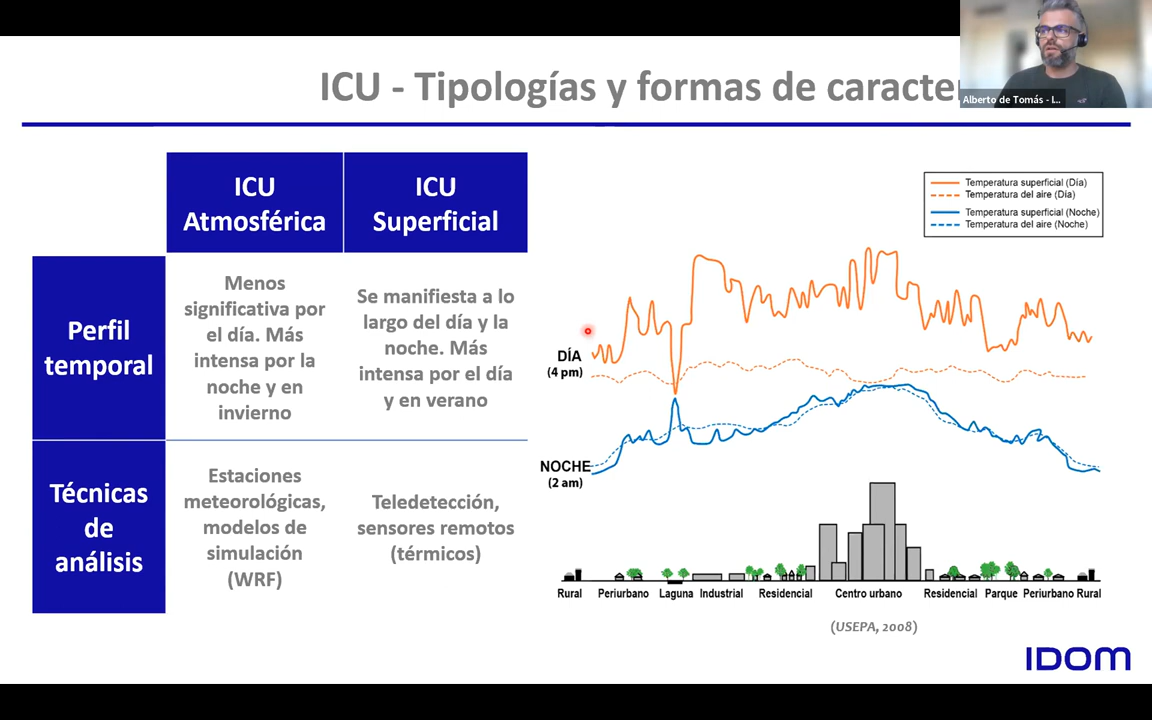 ICU - Tipologías y formas de caracte
Alberto de Tomás - I...
ICU
Atmosférica
ICU
Superficial
Perfil
temporal
Menos
significativa por
el día. Más
intensa por la
noche y en
invierno
Se manifiesta a lo
largo del día y la
noche. Más
intensa por el día
y en verano
Técnicas
de
análisis
Estaciones
meteorológicas,
modelos de
simulación
(WRF)
Teledetección,
sensores remotos
(térmicos)
Temperatura superficial (Día)
Temperatura del aire (Día)
Temperatura superficial (Noche)
Temperatura del aire (Noche)
DÍA
(4 pm)
NOCHE
(2 am)
Rural
Periurbano
Laguna
Industrial
Residencial
Centro urbano
Residencial
Parque
Periurbano
Rural
(USEPA, 2008)
IDOM